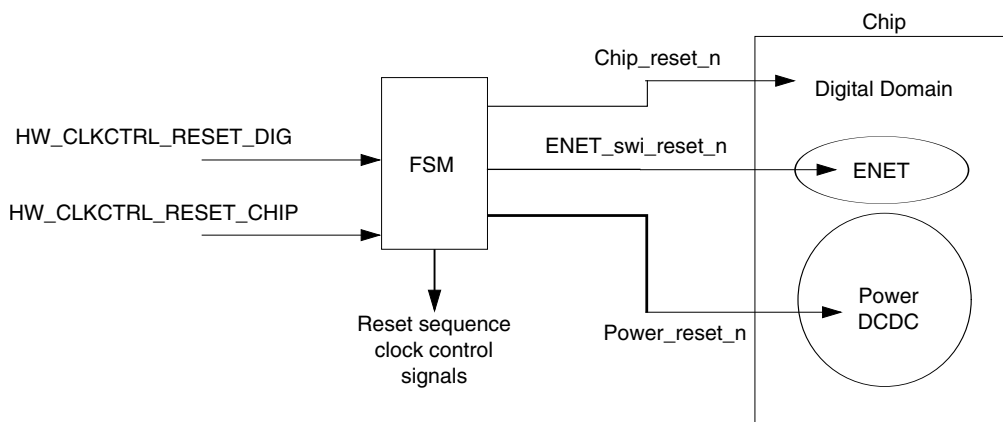 Chip
Chip_reset_n
Digital Domain
HW_CLKCTRL_RESET_DIG
FSM
ENET_swi_reset_n
ENET
HW_CLKCTRL_RESET_CHIP
Power
DCDC
Reset sequence
clock control
signals
Power_reset_n